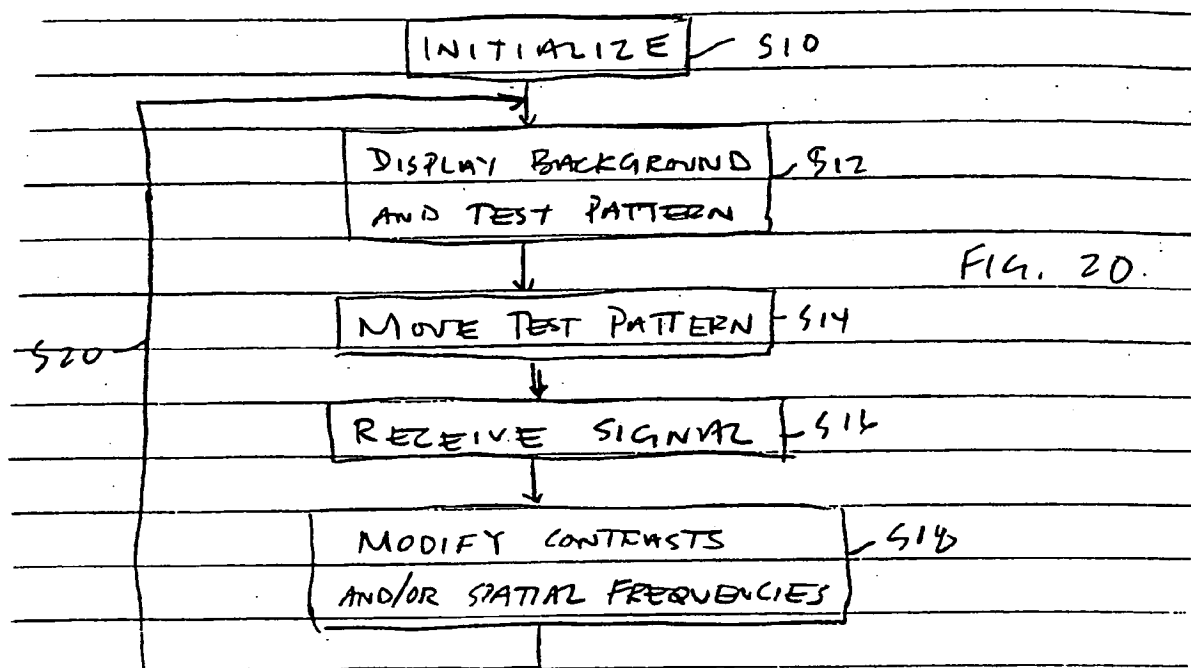 INITIALIZE S10
DISPLAY BACKGROUND S12
AND TEST PATTERN
FIG. 20.
MOVE TEST PATTERN S14
S20
RECEIVE SIGNAL S16
MODIFY CONTRASTS S18
AND/OR SPATIAL FREQUENCIES